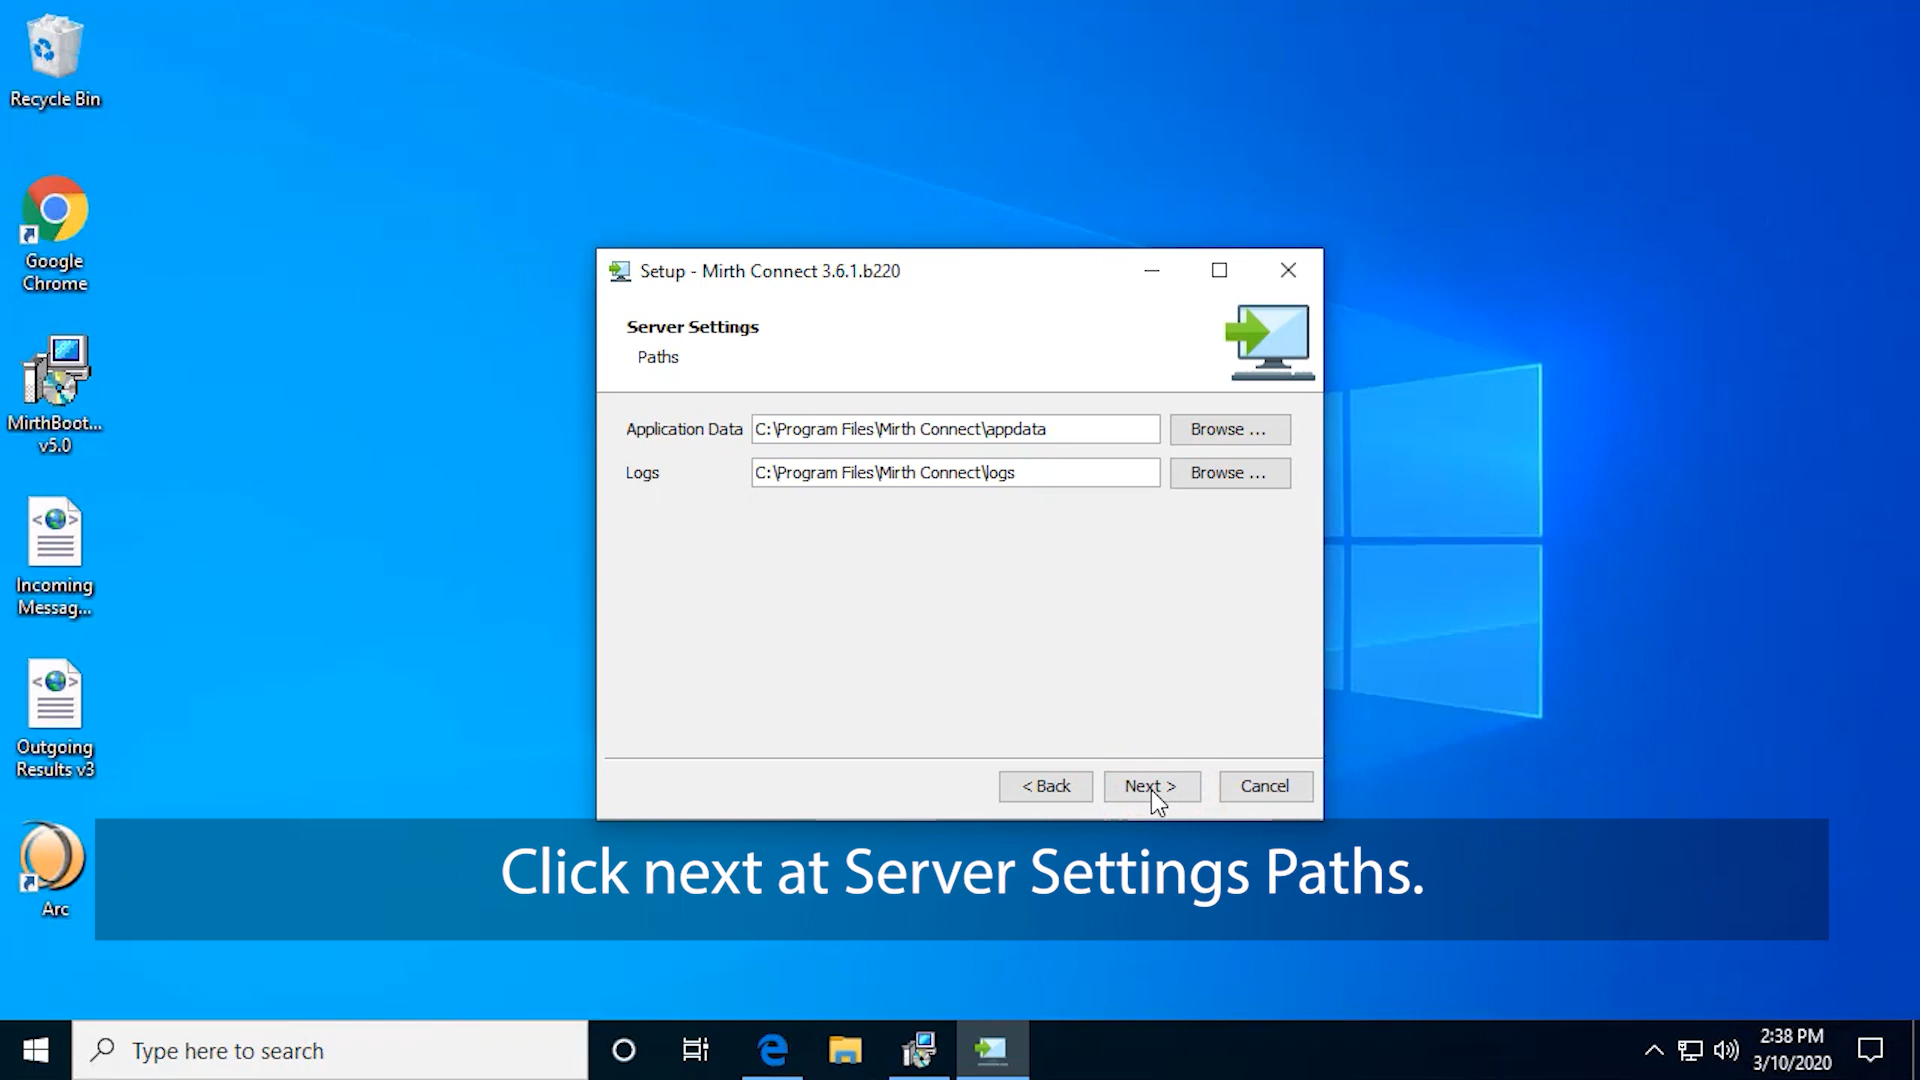 Recycle Bin
Google
Chrome
MirthBoot...
v5.0
Incoming
Messag...
Outgoing
Results v3
Arc
Setup - Mirth Connect 3.6.1.b220
Server Settings
Paths
Application Data C:\Program Files\Mirth Connect\appdata Browse ...
Logs C:\Program Files\Mirth Connect\logs Browse ...
< Back Next > Cancel
Click next at Server Settings Paths.
Type here to search
2:38 PM
3/10/2020